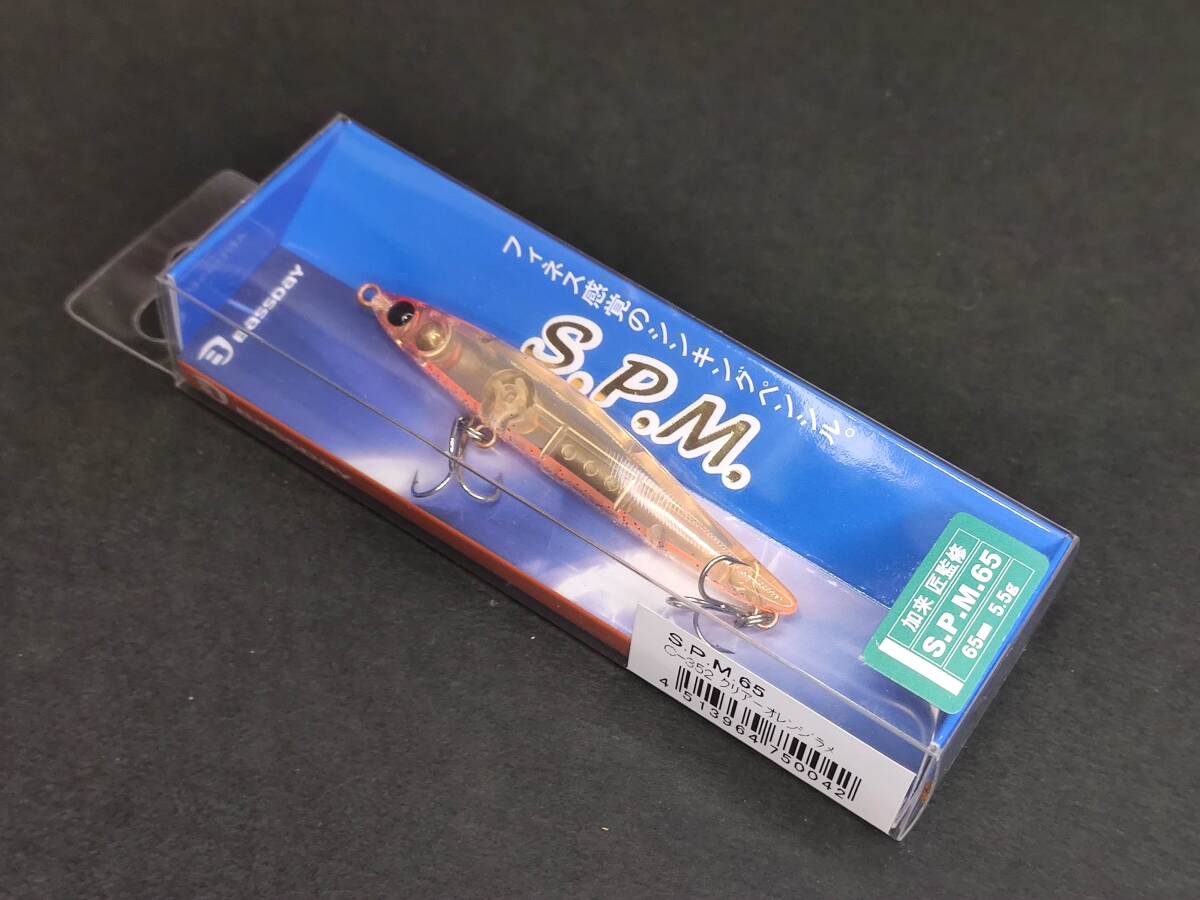 BASSDAY
フィネス感覚のシンキングペンシル。
S.P.M.
加来 匠 監修
S.P.M.65
65㎜ 5.5g
S.P.M.65
C-352 クリアーオレンジラメ
4 513964 750042